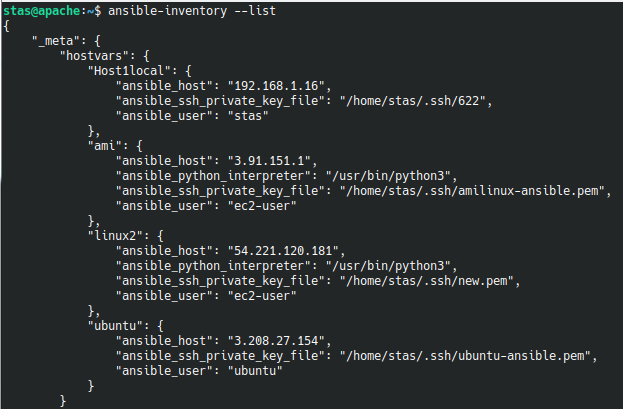 stas@apache:~$ ansible-inventory --list
{
    "_meta": {
        "hostvars": {
            "Host1local": {
                "ansible_host": "192.168.1.16",
                "ansible_ssh_private_key_file": "/home/stas/.ssh/622",
                "ansible_user": "stas"
            },
            "ami": {
                "ansible_host": "3.91.151.1",
                "ansible_python_interpreter": "/usr/bin/python3",
                "ansible_ssh_private_key_file": "/home/stas/.ssh/amilinux-ansible.pem",
                "ansible_user": "ec2-user"
            },
            "linux2": {
                "ansible_host": "54.221.120.181",
                "ansible_python_interpreter": "/usr/bin/python3",
                "ansible_ssh_private_key_file": "/home/stas/.ssh/new.pem",
                "ansible_user": "ec2-user"
            },
            "ubuntu": {
                "ansible_host": "3.208.27.154",
                "ansible_ssh_private_key_file": "/home/stas/.ssh/ubuntu-ansible.pem",
                "ansible_user": "ubuntu"
            }
        }